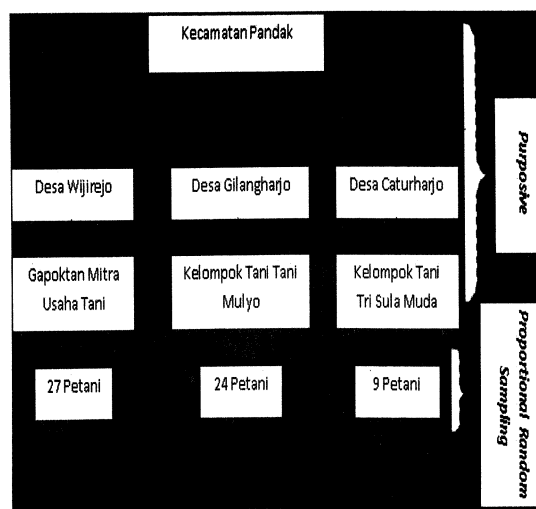 Kecamatan Pandak
Purposive
Desa Wijirejo
Desa Gilangharjo
Desa Caturharjo
Gapoktan Mitra
Usaha Tani
Kelompok Tani Tani
Mulyo
Kelompok Tani
Tri Sula Muda
27 Petani
24 Petani
9 Petani
Proportional Random
Sampling